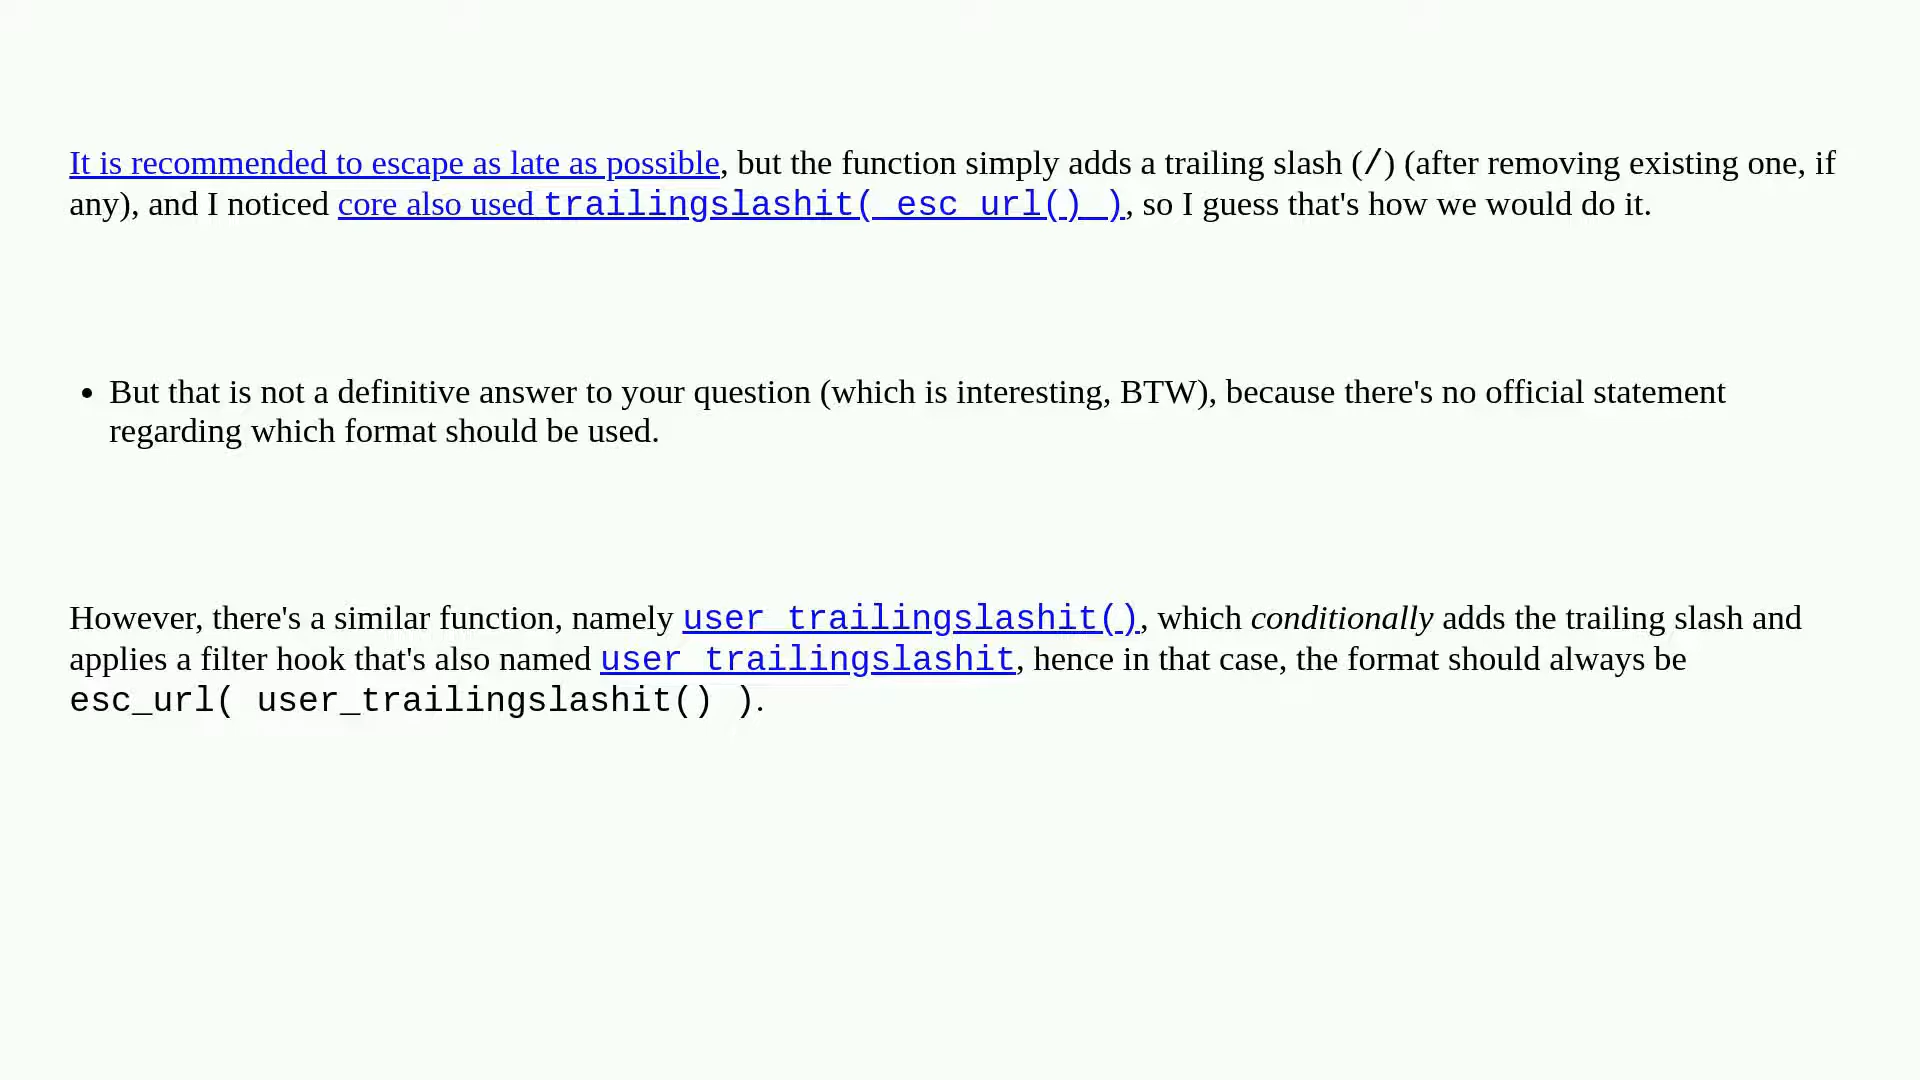 It is recommended to escape as late as possible, but the function simply adds a trailing slash (/) (after removing existing one, if
any), and I noticed core also used trailingslashit( esc_url() ), so I guess that's how we would do it.
• But that is not a definitive answer to your question (which is interesting, BTW), because there's no official statement
regarding which format should be used.
However, there's a similar function, namely user_trailingslashit(), which conditionally adds the trailing slash and
applies a filter hook that's also named user_trailingslashit, hence in that case, the format should always be
esc_url( user_trailingslashit() ).